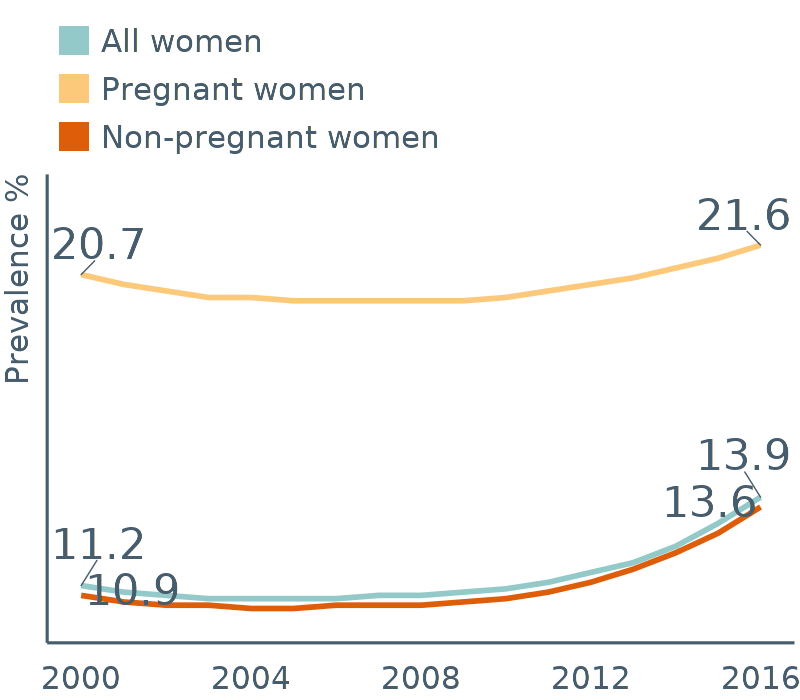 All women
Pregnant women
Non-pregnant women
Prevalence %
20.7
21.6
13.9
13.6
11.2
10.9
2000 2004 2008 2012 2016